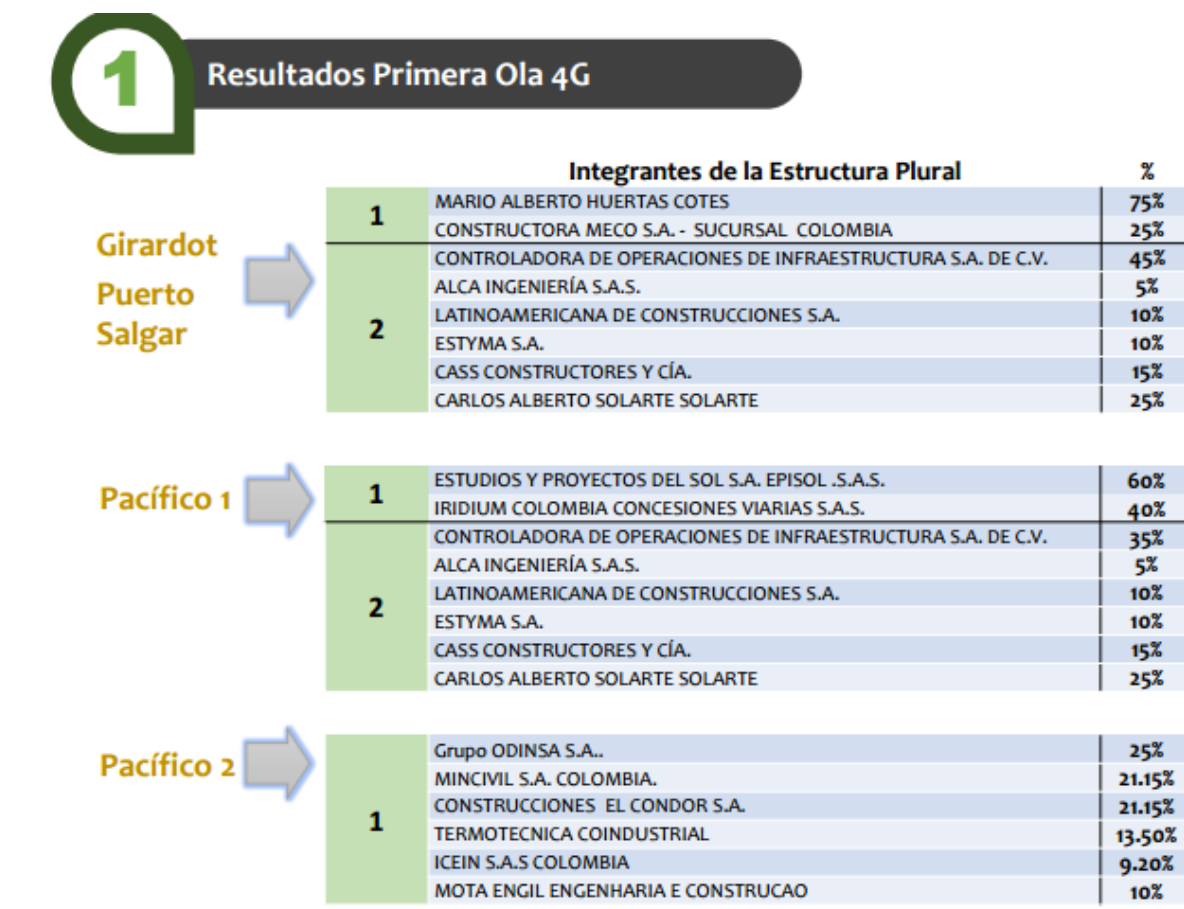 1
Resultados Primera Ola 4G
Integrantes de la Estructura Plural %
Girardot
Puerto
Salgar
1
MARIO ALBERTO HUERTAS COTES 75%
CONSTRUCTORA MECO S.A. - SUCURSAL COLOMBIA 25%
2
CONTROLADORA DE OPERACIONES DE INFRAESTRUCTURA S.A. DE C.V. 45%
ALCA INGENIERÍA S.A.S. 5%
LATINOAMERICANA DE CONSTRUCCIONES S.A. 10%
ESTYMA S.A. 10%
CASS CONSTRUCTORES Y CÍA. 15%
CARLOS ALBERTO SOLARTE SOLARTE 25%
Pacífico 1
1
ESTUDIOS Y PROYECTOS DEL SOL S.A. EPISOL .S.A.S. 60%
IRIDIUM COLOMBIA CONCESIONES VIARIAS S.A.S. 40%
2
CONTROLADORA DE OPERACIONES DE INFRAESTRUCTURA S.A. DE C.V. 35%
ALCA INGENIERÍA S.A.S. 5%
LATINOAMERICANA DE CONSTRUCCIONES S.A. 10%
ESTYMA S.A. 10%
CASS CONSTRUCTORES Y CÍA. 15%
CARLOS ALBERTO SOLARTE SOLARTE 25%
Pacífico 2
1
Grupo ODINSA S.A.. 25%
MINCIVIL S.A. COLOMBIA. 21.15%
CONSTRUCCIONES EL CONDOR S.A. 21.15%
TERMOTECNICA COINDUSTRIAL 13.50%
ICEIN S.A.S COLOMBIA 9.20%
MOTA ENGIL ENGENHARIA E CONSTRUCAO 10%